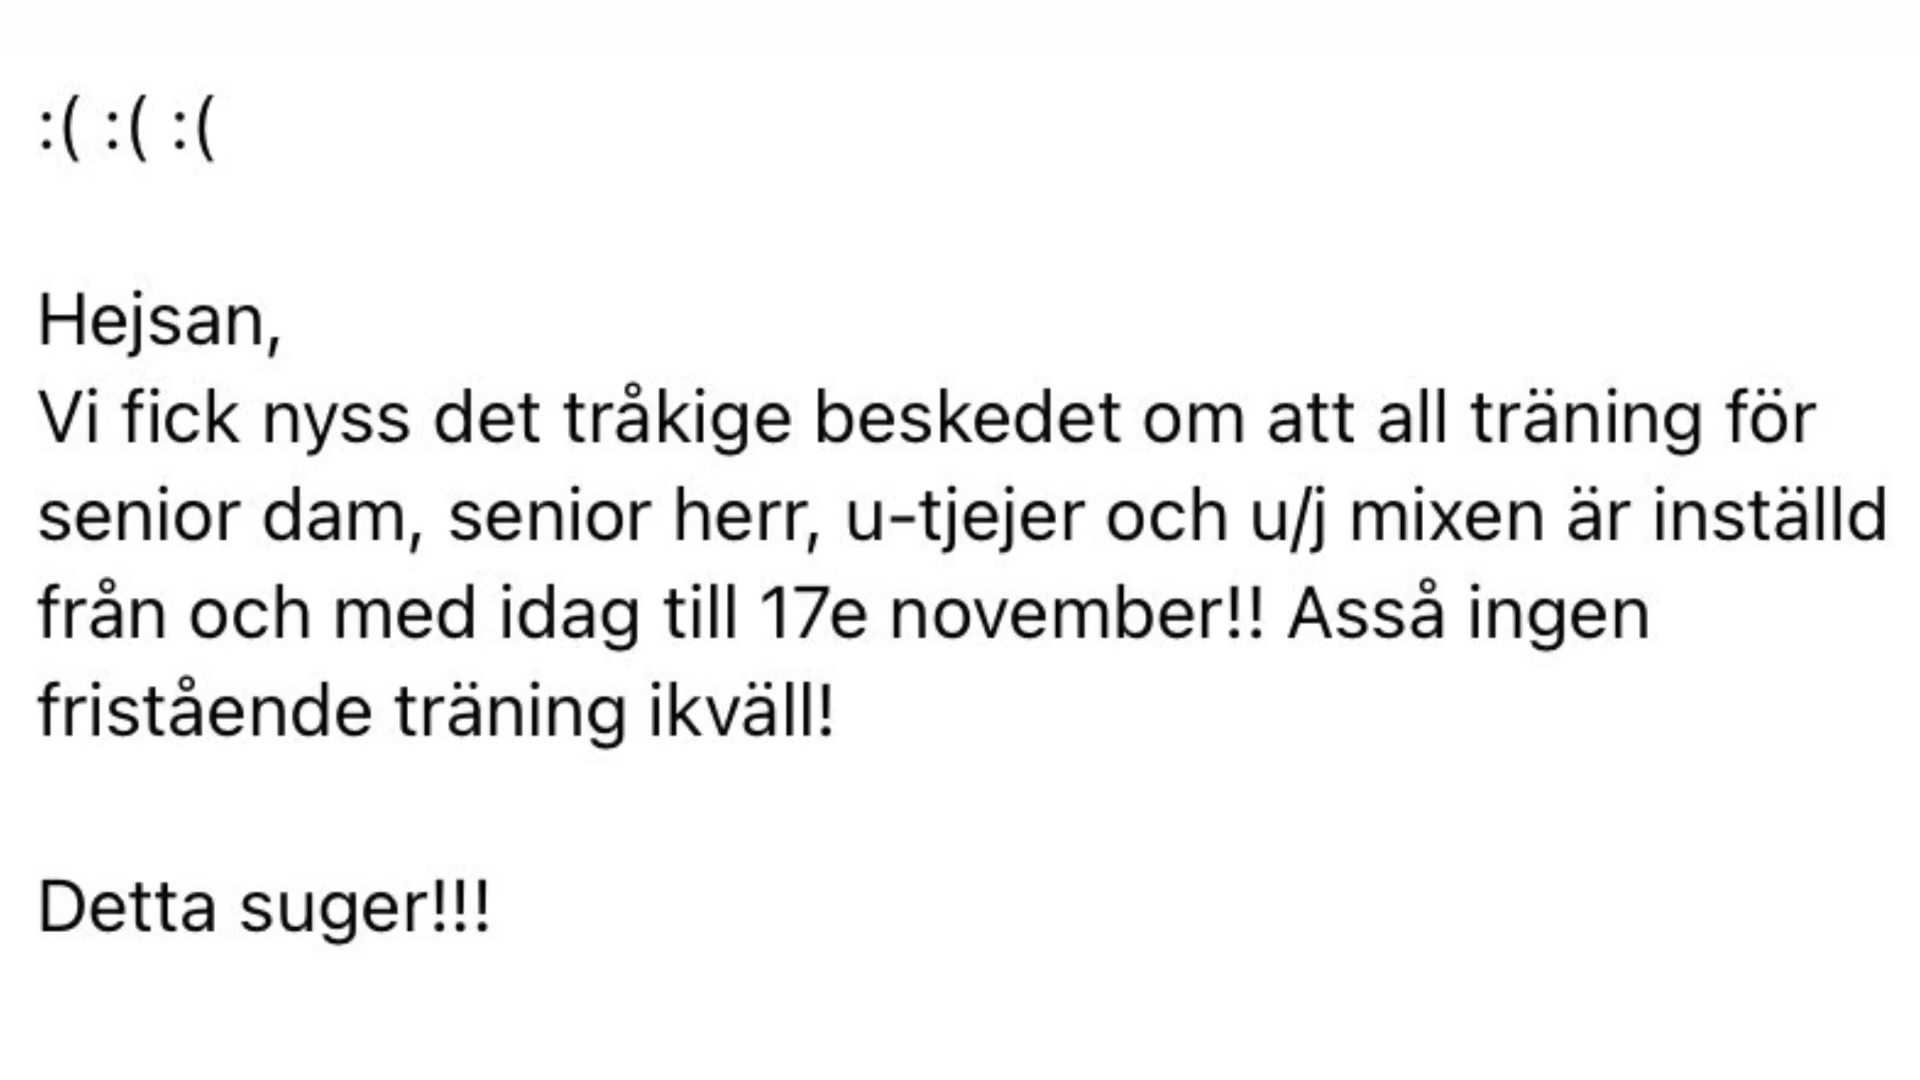 :( :( :(
Hejsan,
Vi fick nyss det tråkige beskedet om att all träning för
senior dam, senior herr, u-tjejer och u/j mixen är inställd
från och med idag till 17e november!! Asså ingen
fristående träning ikväll!
Detta suger!!!